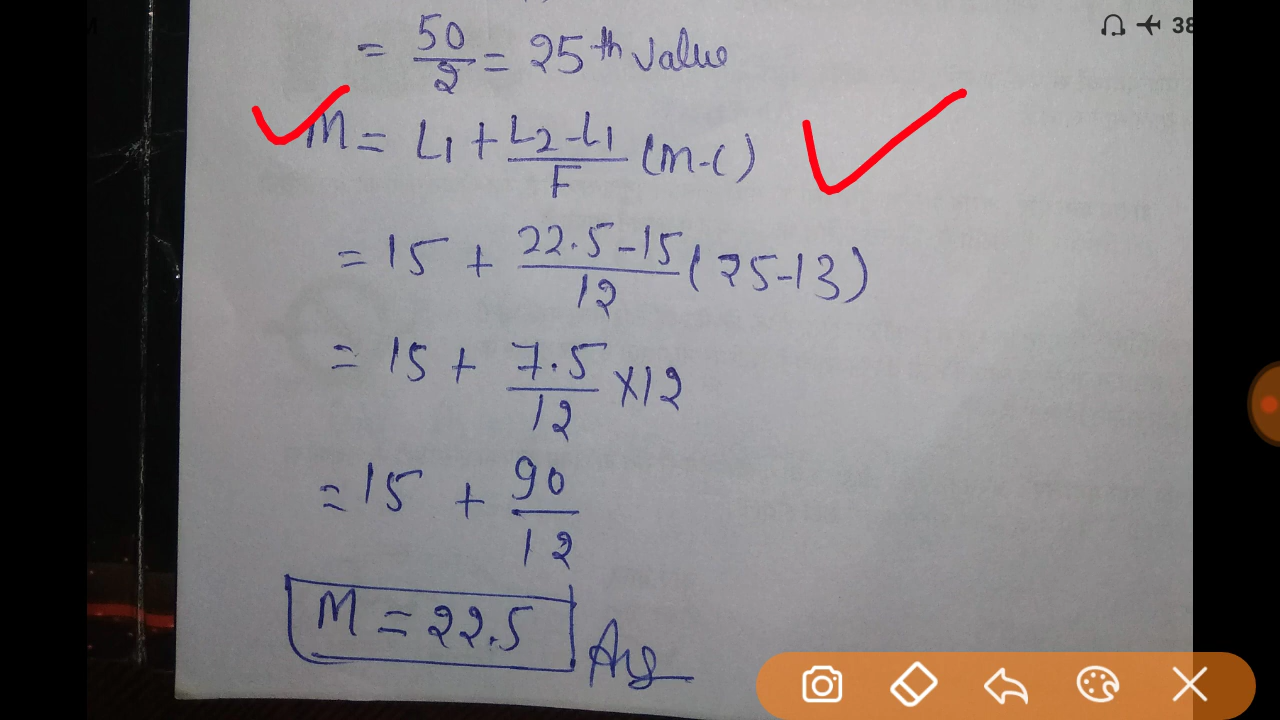 38
= 50/2 = 25th value
M = L1 + L2-L1/F (m-c)
= 15 + 22.5-15/12 (25-13)
= 15 + 7.5/12 ×12
= 15 + 90/12
M = 22.5 Ans